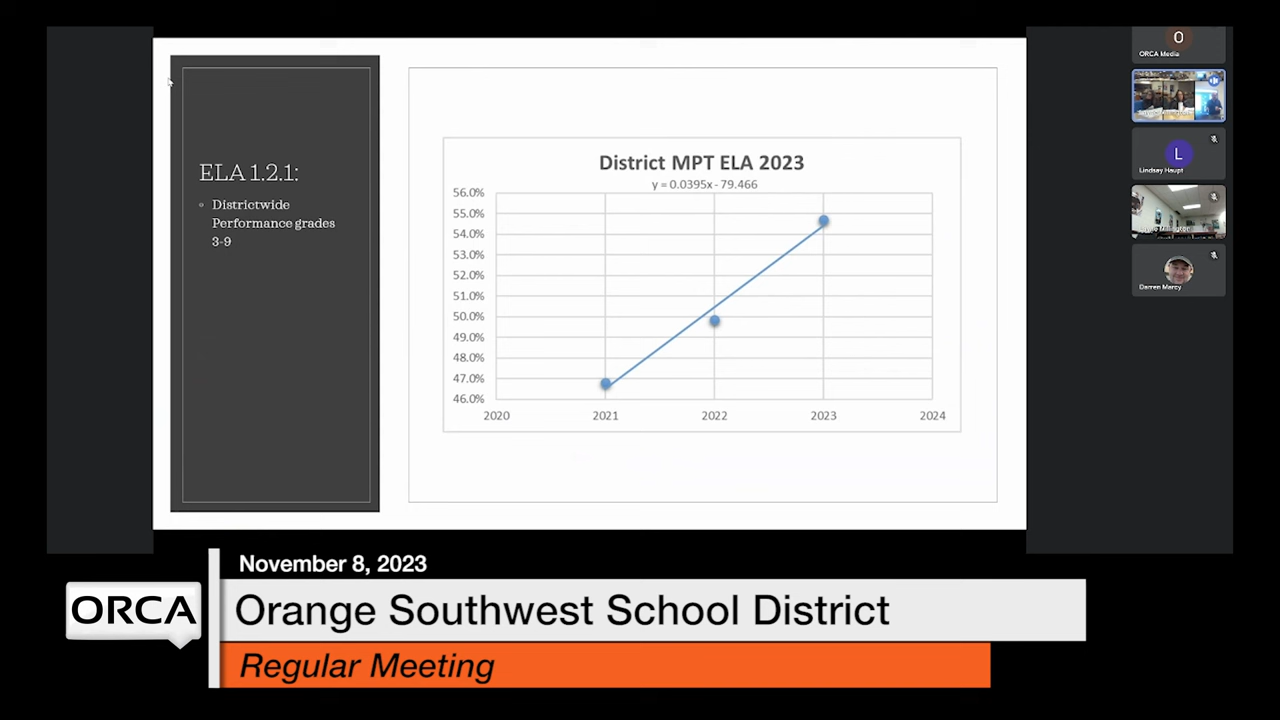 ELA 1.2.1:
Districtwide
Performance grades
3-9
District MPT ELA 2023
y = 0.0395x - 79.466
56.0%
55.0%
54.0%
53.0%
52.0%
51.0%
50.0%
49.0%
48.0%
47.0%
46.0%
2020 2021 2022 2023 2024
O
ORCA Media
L
Lindsay Haupt
Darren Marcy
November 8, 2023
ORCA
Orange Southwest School District
Regular Meeting